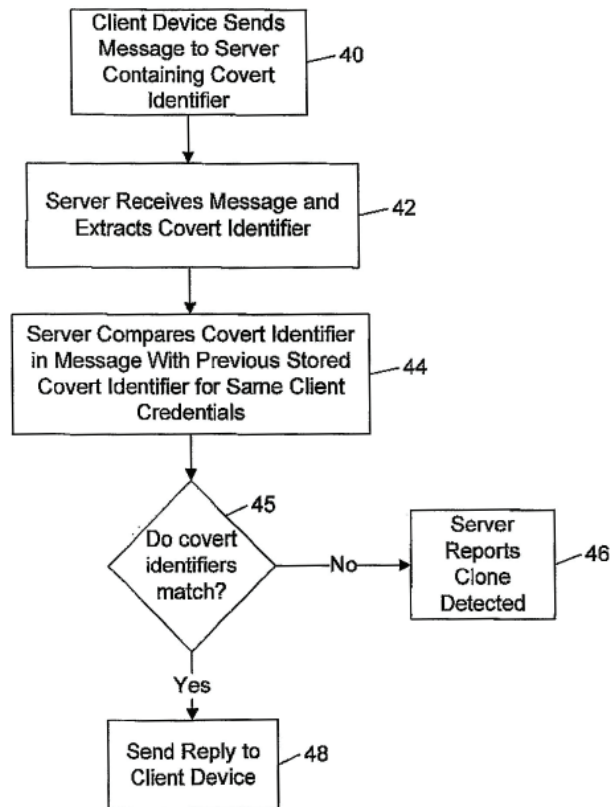 Client Device Sends
Message to Server
Containing Covert
Identifier
40
Server Receives Message and
Extracts Covert Identifier
42
Server Compares Covert Identifier
in Message With Previous Stored
Covert Identifier for Same Client
Credentials
44
45
Do covert
identifiers
match?
No
Server
Reports
Clone
Detected
46
Yes
Send Reply to
Client Device
48